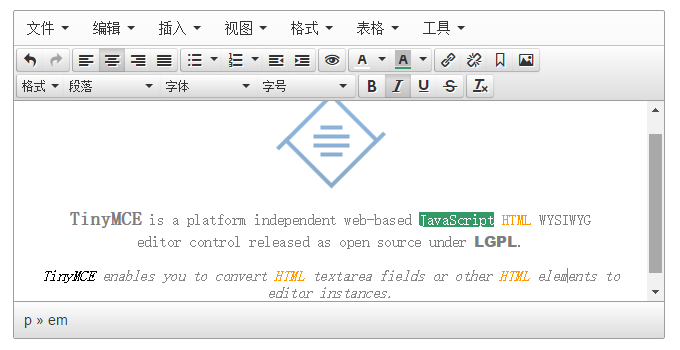 文件 编辑 插入 视图 格式 表格 工具
A A
格式 段落 字体 字号 B I U S Tx
TinyMCE is a platform independent web-based JavaScript HTML WYSIWYG
editor control released as open source under LGPL.
TinyMCE enables you to convert HTML textarea fields or other HTML elements to
editor instances.
p » em